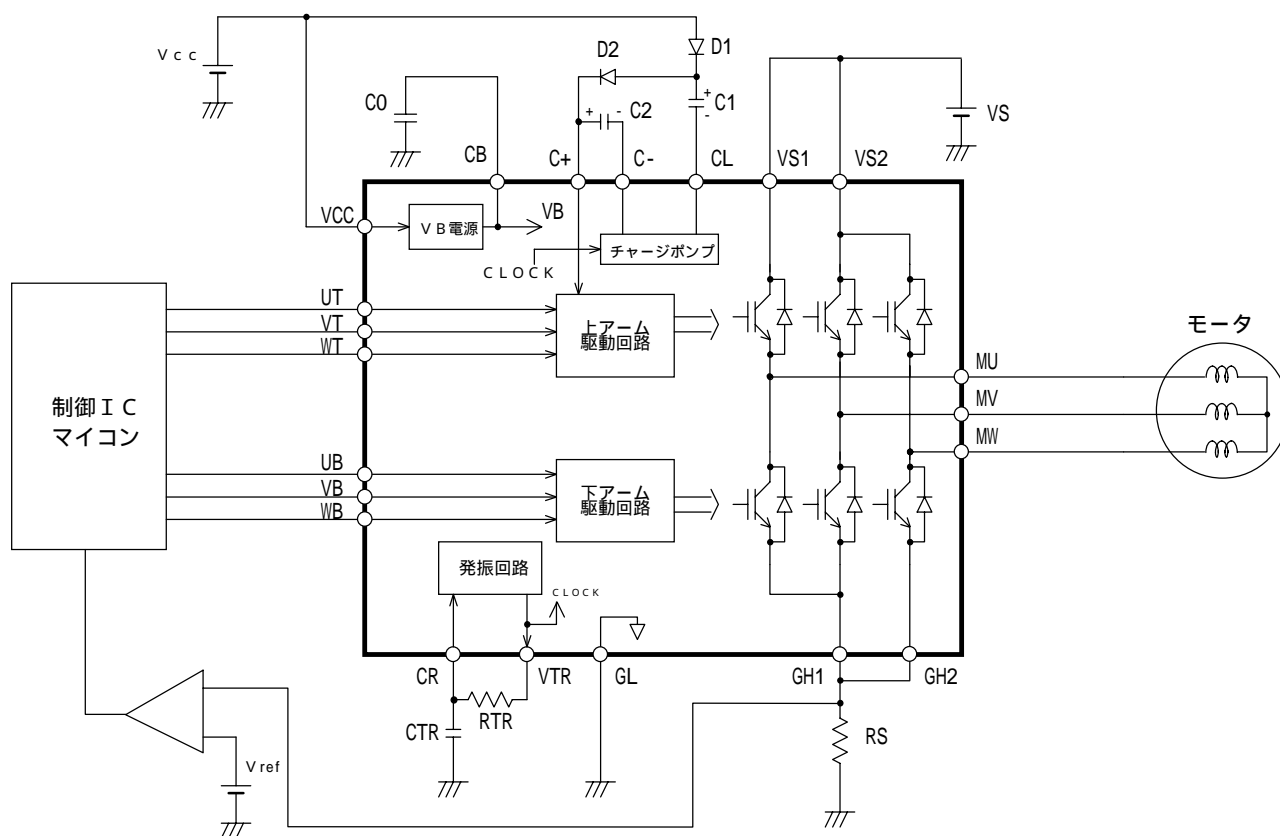 Vcc
D2
D1
C0
+
-
C2
+
-
C1
VS
CB
C+
C-
CL
VS1
VS2
VCC
VB電源
VB
チャージポンプ
CLOCK
UT
VT
WT
上アーム
駆動回路
モータ
MU
MV
MW
制御IC
マイコン
UB
VB
WB
下アーム
駆動回路
発振回路
CLOCK
CR
VTR
GL
GH1
GH2
RTR
CTR
RS
Vref